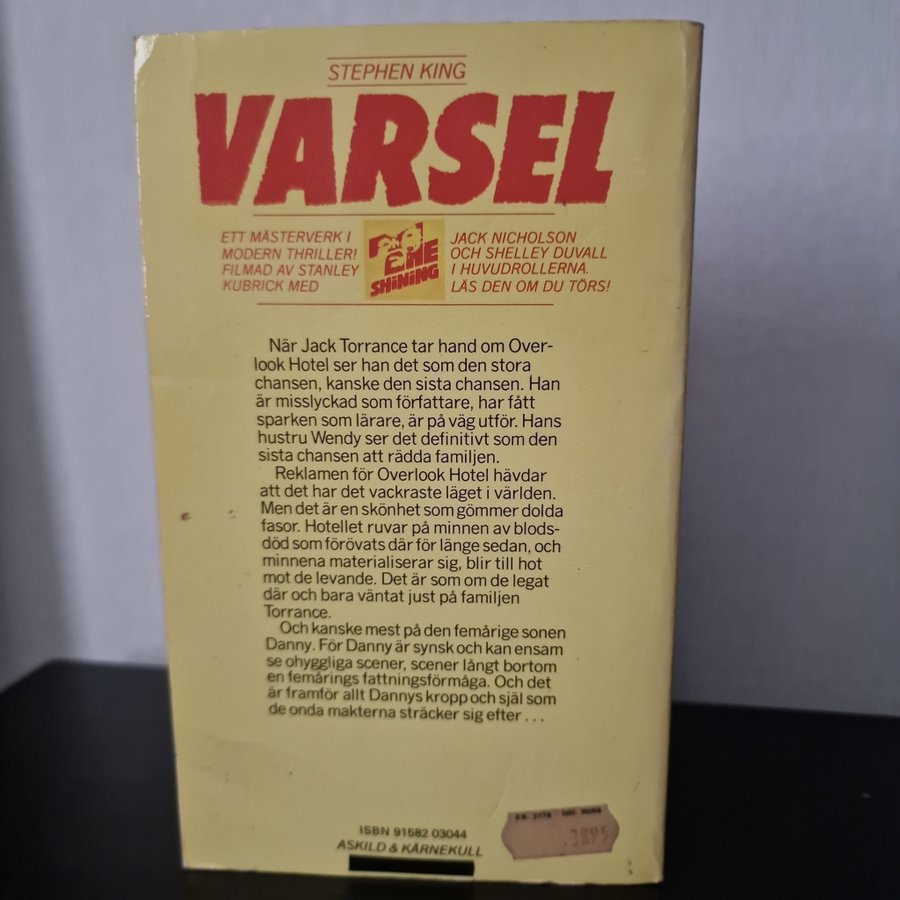 STEPHEN KING
VARSEL
ETT MÄSTERVERK I
MODERN THRILLER!
FILMAD AV STANLEY
KUBRICK MED
THE
SHiNiNG
JACK NICHOLSON
OCH SHELLEY DUVALL
I HUVUDROLLERNA.
LÄS DEN OM DU TÖRS!
När Jack Torrance tar hand om Over-
look Hotel ser han det som den stora
chansen, kanske den sista chansen. Han
är misslyckad som författare, har fått
sparken som lärare, är på väg utför. Hans
hustru Wendy ser det definitivt som den
sista chansen att rädda familjen.
Reklamen för Overlook Hotel hävdar
att det har det vackraste läget i världen.
Men det är en skönhet som gömmer dolda
fasor. Hotellet ruvar på minnen av blods-
död som förövats där för länge sedan, och
minnena materialiserar sig, blir till hot
mot de levande. Det är som om de legat
där och bara väntat just på familjen
Torrance.
Och kanske mest på den femårige sonen
Danny. För Danny är synsk och kan ensam
se ohyggliga scener, scener långt bortom
en femårings fattningsförmåga. Och det
är framför allt Dannys kropp och själ som
de onda makterna sträcker sig efter . . .
ISBN 91582 03044
ASKILD & KÄRNEKULL
ca. pris inkl moms
38.95